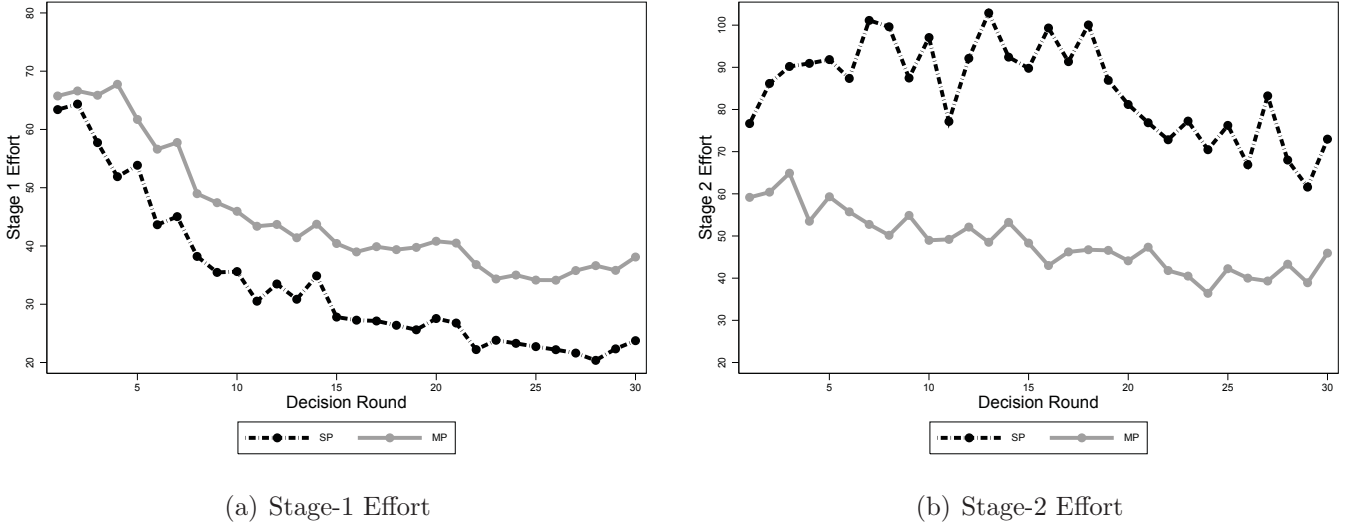 80
70
60
50
40
30
20
Stage 1 Effort
5 10 15 20 25 30
Decision Round
SP MP
(a) Stage-1 Effort
100
90
80
70
60
50
40
30
20
Stage 2 Effort
5 10 15 20 25 30
Decision Round
SP MP
(b) Stage-2 Effort